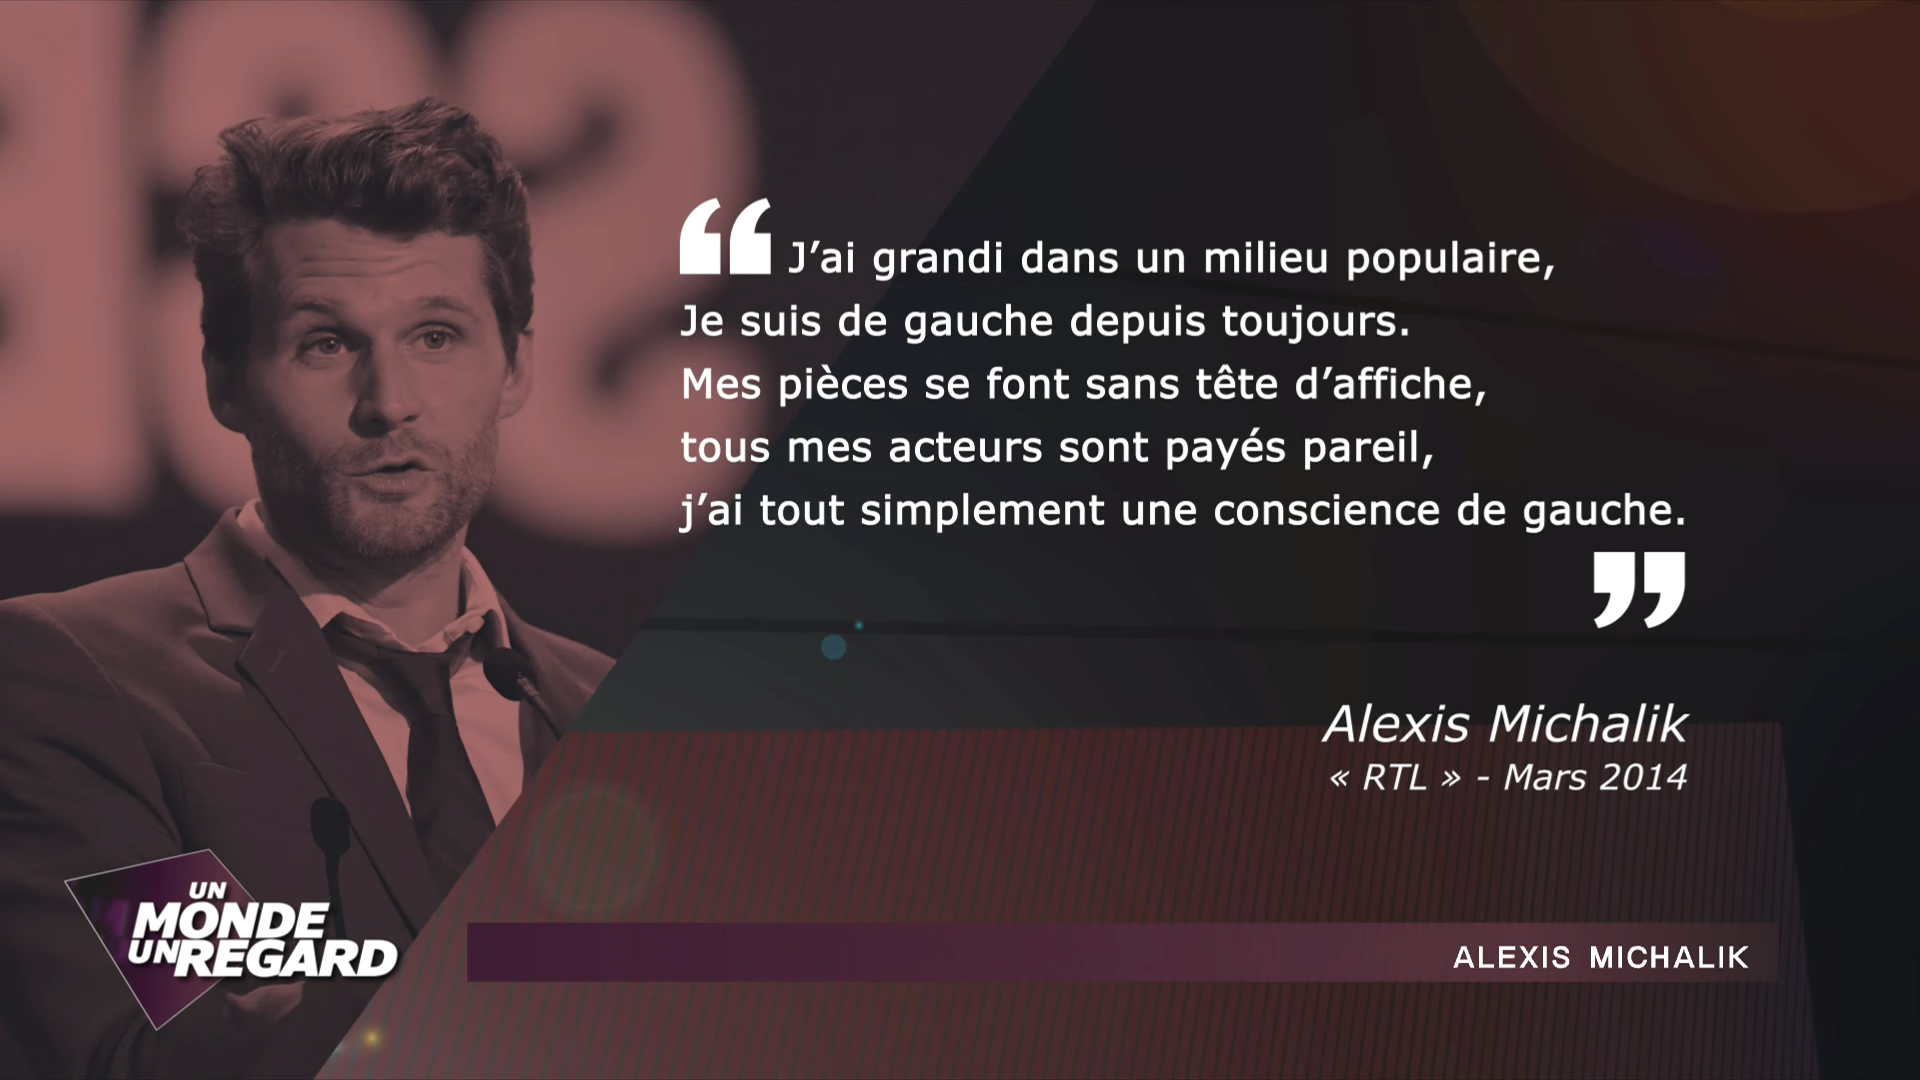 “ J’ai grandi dans un milieu populaire,
Je suis de gauche depuis toujours.
Mes pièces se font sans tête d’affiche,
tous mes acteurs sont payés pareil,
j’ai tout simplement une conscience de gauche.
”
Alexis Michalik
« RTL » - Mars 2014
UN
MONDE
UN REGARD
ALEXIS MICHALIK